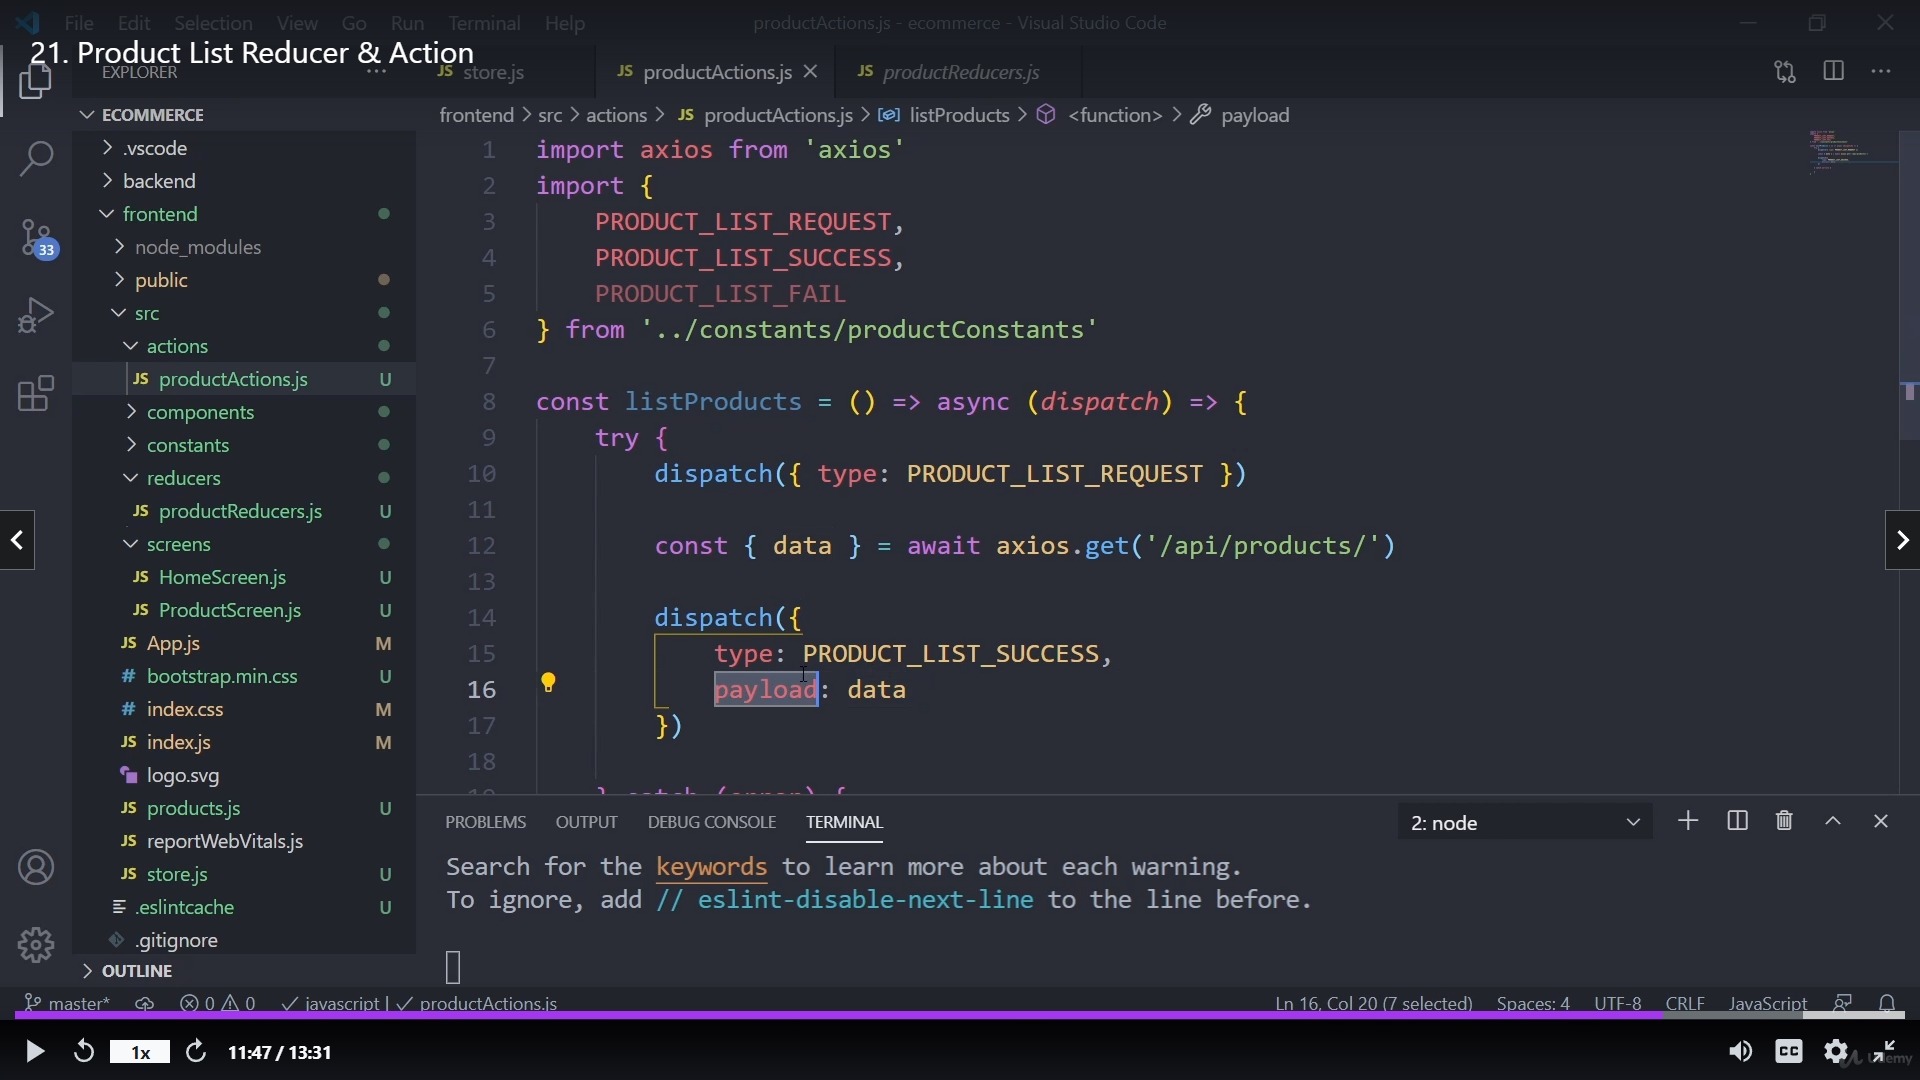 File Edit Selection View Go Run Terminal Help productActions.js - ecommerce - Visual Studio Code
21. Product List Reducer & Action
EXPLORER ...
JS store.js JS productActions.js JS productReducers.js
ECOMMERCE
frontend > src > actions > JS productActions.js > listProducts > <function> > payload
.vscode
backend
frontend
node_modules
public
src
actions
JS productActions.js U
components
constants
reducers
JS productReducers.js U
screens
JS HomeScreen.js U
JS ProductScreen.js U
JS App.js M
# bootstrap.min.css U
# index.css M
JS index.js M
logo.svg
JS products.js U
JS reportWebVitals.js
JS store.js U
.eslintcache U
.gitignore
OUTLINE
33
1 import axios from 'axios'
2 import {
3 PRODUCT_LIST_REQUEST,
4 PRODUCT_LIST_SUCCESS,
5 PRODUCT_LIST_FAIL
6 } from '../constants/productConstants'
7
8 const listProducts = () => async (dispatch) => {
9 try {
10 dispatch({ type: PRODUCT_LIST_REQUEST })
11
12 const { data } = await axios.get('/api/products/')
13
14 dispatch({
15 type: PRODUCT_LIST_SUCCESS,
16 payload: data
17 })
18
19 } catch (error) {
PROBLEMS OUTPUT DEBUG CONSOLE TERMINAL 2: node
Search for the keywords to learn more about each warning.
To ignore, add // eslint-disable-next-line to the line before.
master* 0 0 javascript | productActions.js Ln 16, Col 20 (7 selected) Spaces: 4 UTF-8 CRLF JavaScript
1x 11:47 / 13:31 CC Udemy